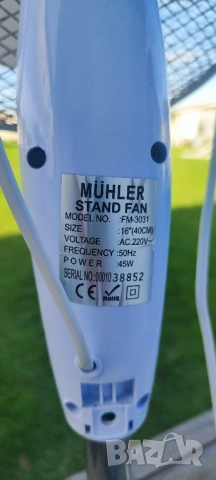 MÜHLER
STAND FAN
MODEL NO. :FM-3031
SIZE :16"(40CM)
VOLTAGE :AC.220V~
FREQUENCY :50Hz
POWER :45W
SERIAL NO:00010 38852
CE RoHS
BAZAR